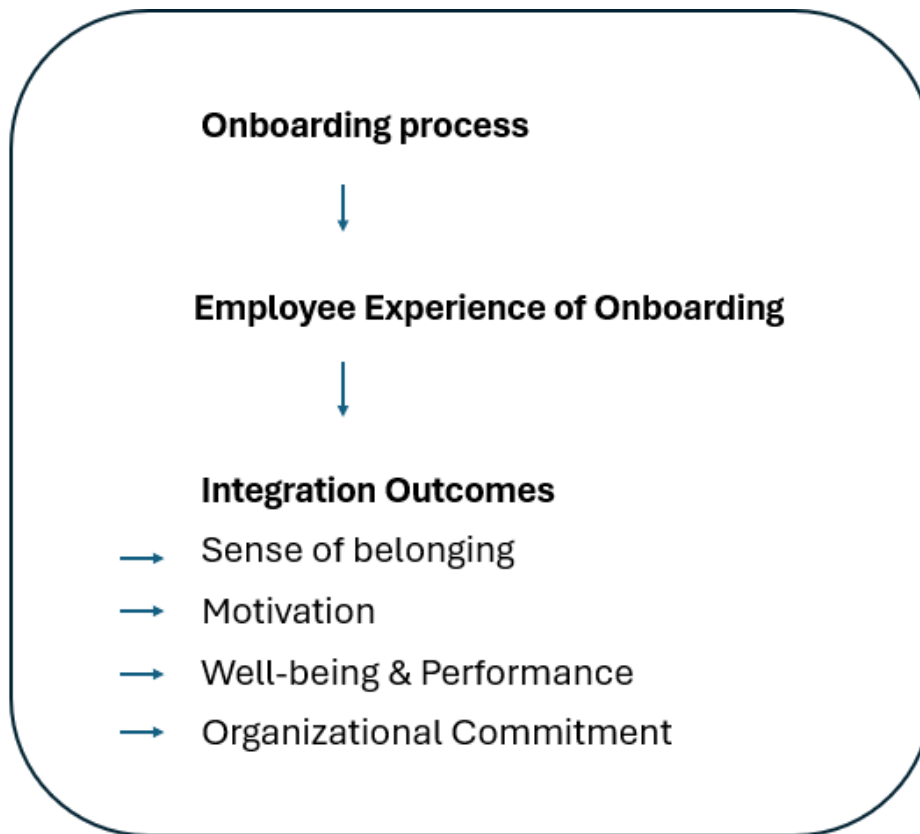 Onboarding process
Employee Experience of Onboarding
Integration Outcomes
Sense of belonging
Motivation
Well-being & Performance
Organizational Commitment